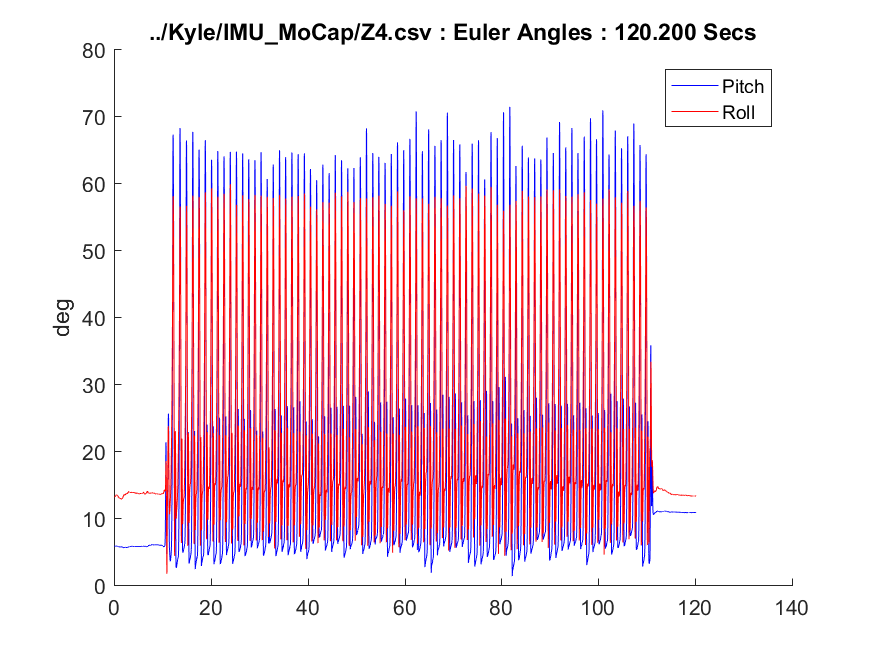 ../Kyle/IMU_MoCap/Z4.csv : Euler Angles : 120.200 Secs
80
70
60
50
40
30
20
10
0
deg
Pitch
Roll
0 20 40 60 80 100 120 140